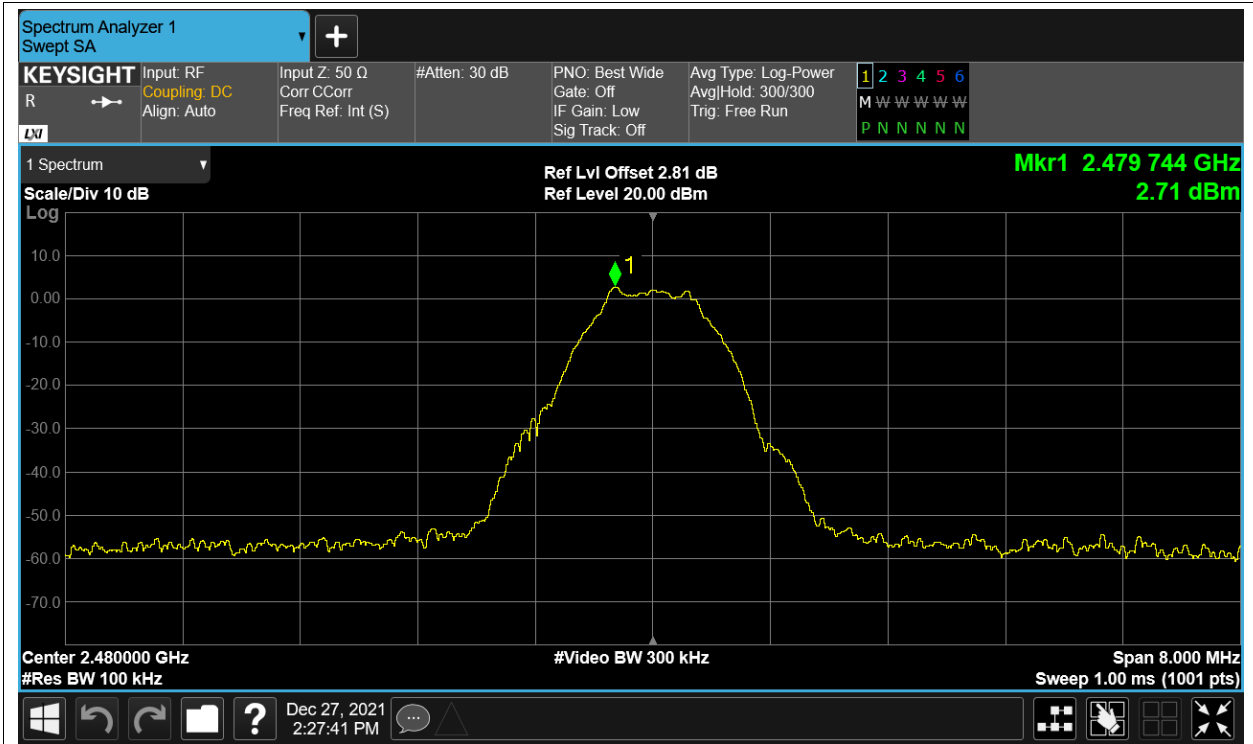 Spectrum Analyzer 1
Swept SA
KEYSIGHT
R
LXI
Input: RF
Coupling: DC
Align: Auto
Input Z: 50 Ω
Corr CCorr
Freq Ref: Int (S)
#Atten: 30 dB
PNO: Best Wide
Gate: Off
IF Gain: Low
Sig Track: Off
Avg Type: Log-Power
Avg|Hold: 300/300
Trig: Free Run
1 2 3 4 5 6
M W W W W W
P N N N N N
1 Spectrum
Scale/Div 10 dB
Log
Ref Lvl Offset 2.81 dB
Ref Level 20.00 dBm
Mkr1 2.479 744 GHz
2.71 dBm
1
10.0
0.00
-10.0
-20.0
-30.0
-40.0
-50.0
-60.0
-70.0
Center 2.480000 GHz
#Res BW 100 kHz
#Video BW 300 kHz
Span 8.000 MHz
Sweep 1.00 ms (1001 pts)
?
Dec 27, 2021
2:27:41 PM